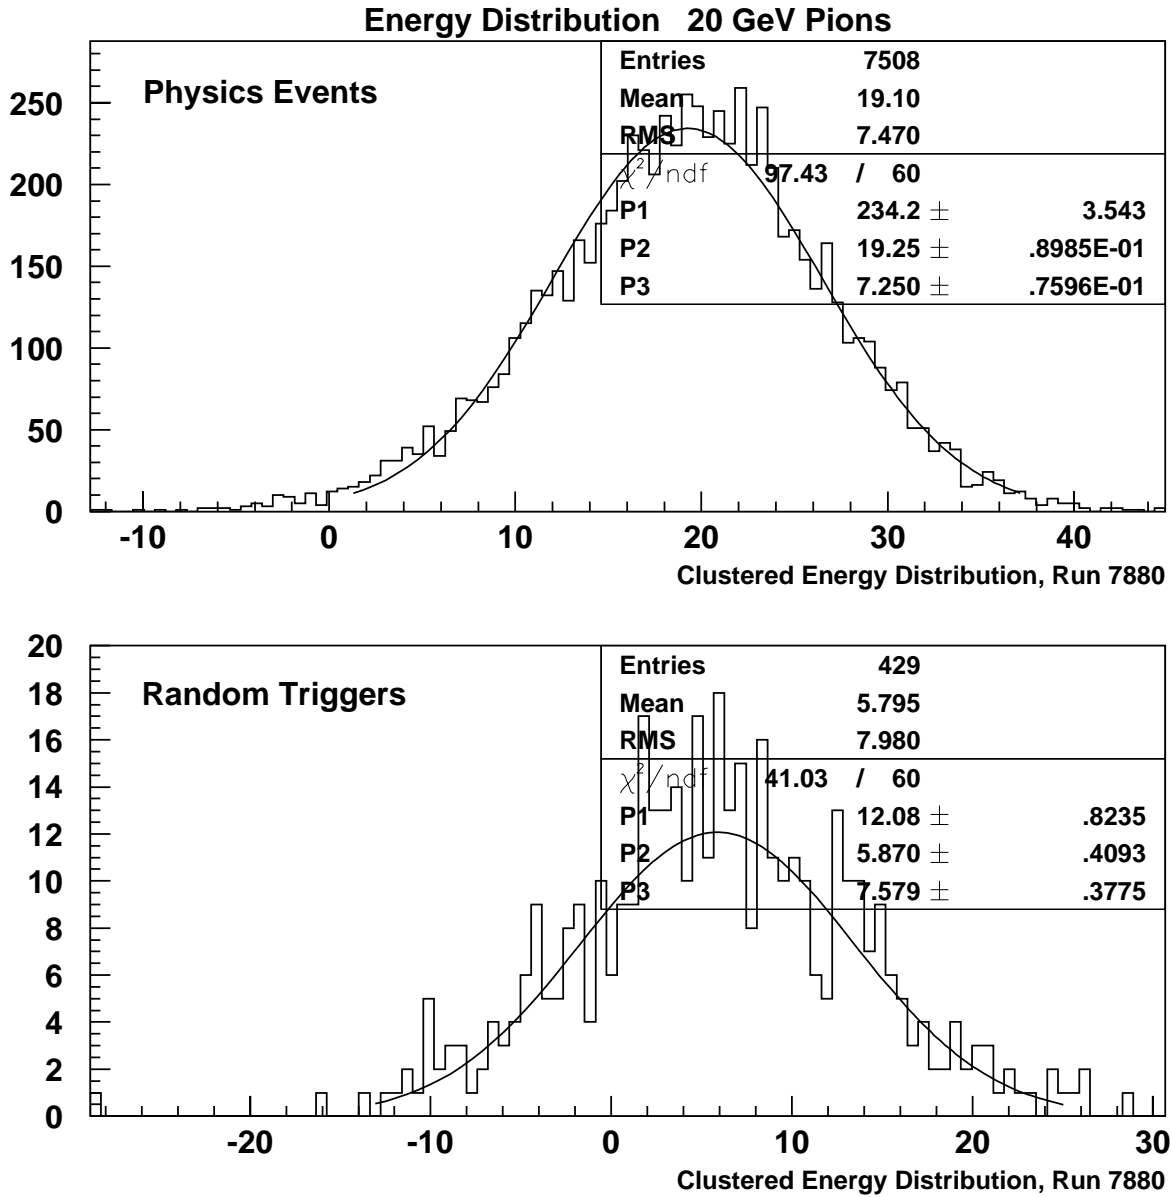 Energy Distribution 20 GeV Pions
Physics Events
Entries 7508
Mean 19.10
RMS 7.470
χ²/ndf 97.43 / 60
P1 234.2 ± 3.543
P2 19.25 ± .8985E-01
P3 7.250 ± .7596E-01
250
200
150
100
50
0
-10 0 10 20 30 40
Clustered Energy Distribution, Run 7880
Random Triggers
Entries 429
Mean 5.795
RMS 7.980
χ²/ndf 41.03 / 60
P1 12.08 ± .8235
P2 5.870 ± .4093
P3 7.579 ± .3775
20
18
16
14
12
10
8
6
4
2
0
-20 -10 0 10 20 30
Clustered Energy Distribution, Run 7880